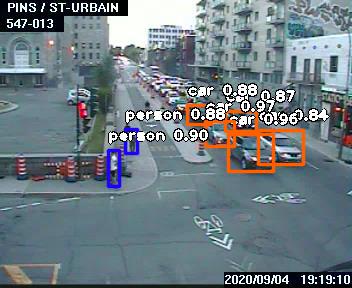 PINS / ST-URBAIN
547-013
car 0.88
0.87
car 0.97
person 0.88
0.84
car 0.96
person 0.90
2020/09/04 19:19:10